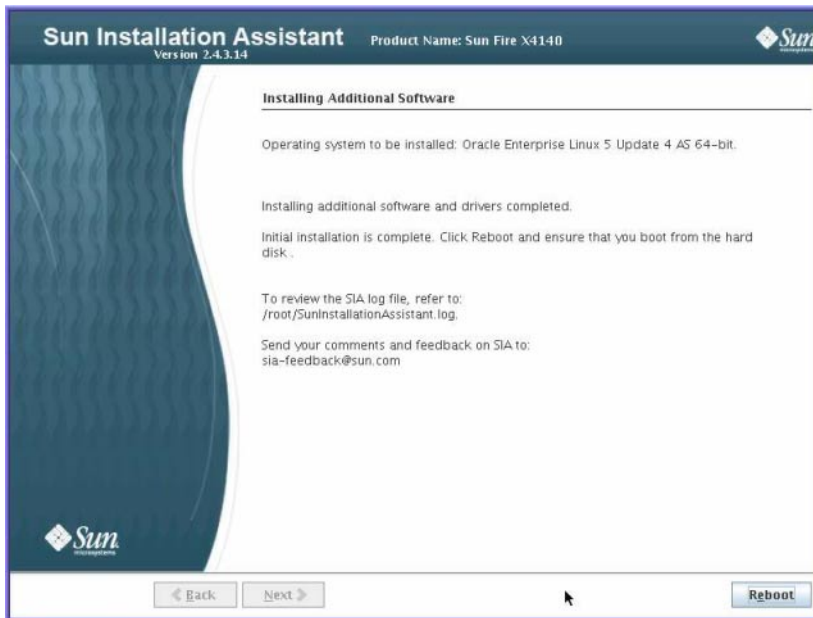 Sun Installation Assistant
Product Name: Sun Fire X4140
Version 2.4.3.14
Sun
microsystems
Installing Additional Software
Operating system to be installed: Oracle Enterprise Linux 5 Update 4 AS 64-bit.
Installing additional software and drivers completed.
Initial installation is complete. Click Reboot and ensure that you boot from the hard
disk .
To review the SIA log file, refer to:
/root/SunInstallationAssistant.log.
Send your comments and feedback on SIA to:
sia-feedback@sun.com
Sun
microsystems
Back
Next
Reboot